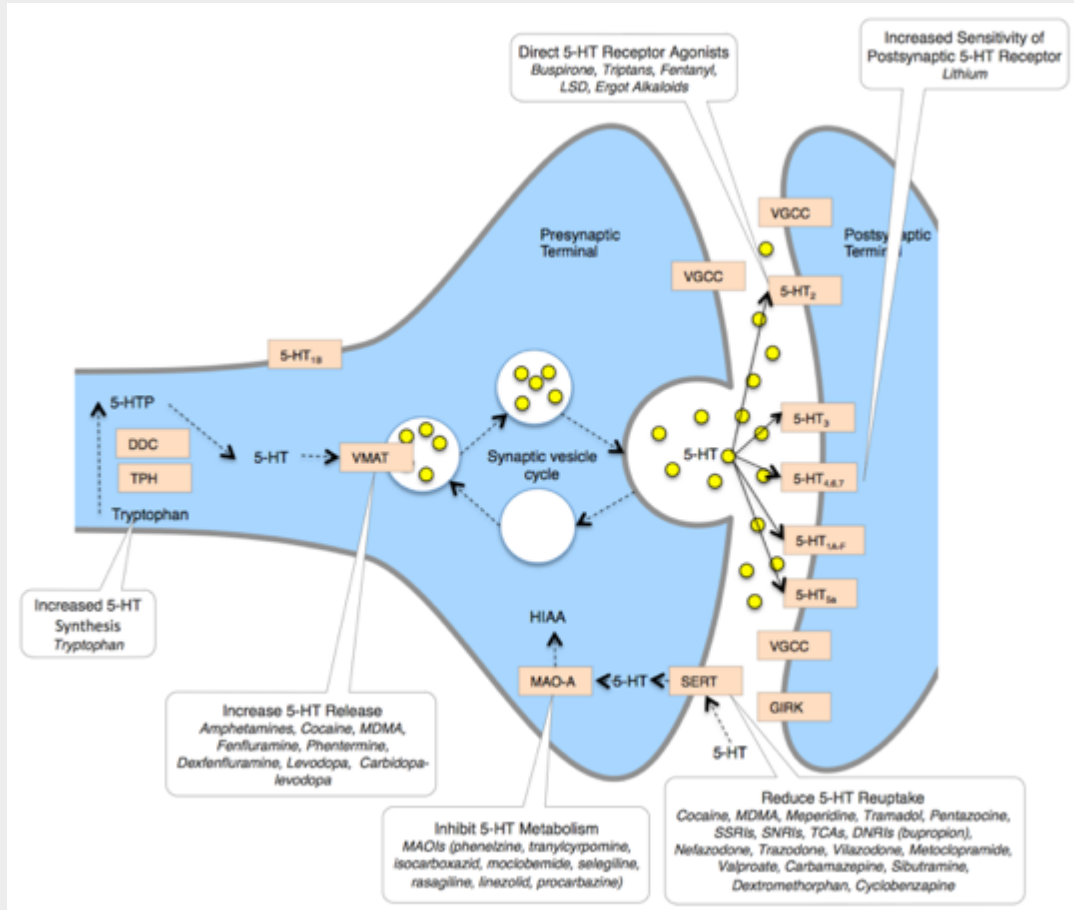 Direct 5-HT Receptor Agonists
Buspirone, Triptans, Fentanyl,
LSD, Ergot Alkaloids
Increased Sensitivity of
Postsynaptic 5-HT Receptor
Lithium
Presynaptic
Terminal
VGCC
VGCC
Postsynaptic
Terminal
5-HT₂
5-HT₁B
5-HTP
DDC
TPH
Tryptophan
5-HT
VMAT
Synaptic vesicle
cycle
5-HT
5-HT₃
5-HT₄,₆,₇
5-HT₁A-F
5-HT₅a
VGCC
GIRK
HIAA
MAO-A
5-HT
SERT
5-HT
Increased 5-HT
Synthesis
Tryptophan
Increase 5-HT Release
Amphetamines, Cocaine, MDMA,
Fenfluramine, Phentermine,
Dexfenfluramine, Levodopa, Carbidopa-
levodopa
Inhibit 5-HT Metabolism
MAOIs (phenelzine, tranylcyrpomine,
isocarboxazid, moclobemide, selegiline,
rasagiline, linezolid, procarbazine)
Reduce 5-HT Reuptake
Cocaine, MDMA, Meperidine, Tramadol, Pentazocine,
SSRIs, SNRIs, TCAs, DNRIs (bupropion),
Nefazodone, Trazodone, Vilazodone, Metoclopramide,
Valproate, Carbamazepine, Sibutramine,
Dextromethorphan, Cyclobenzapine